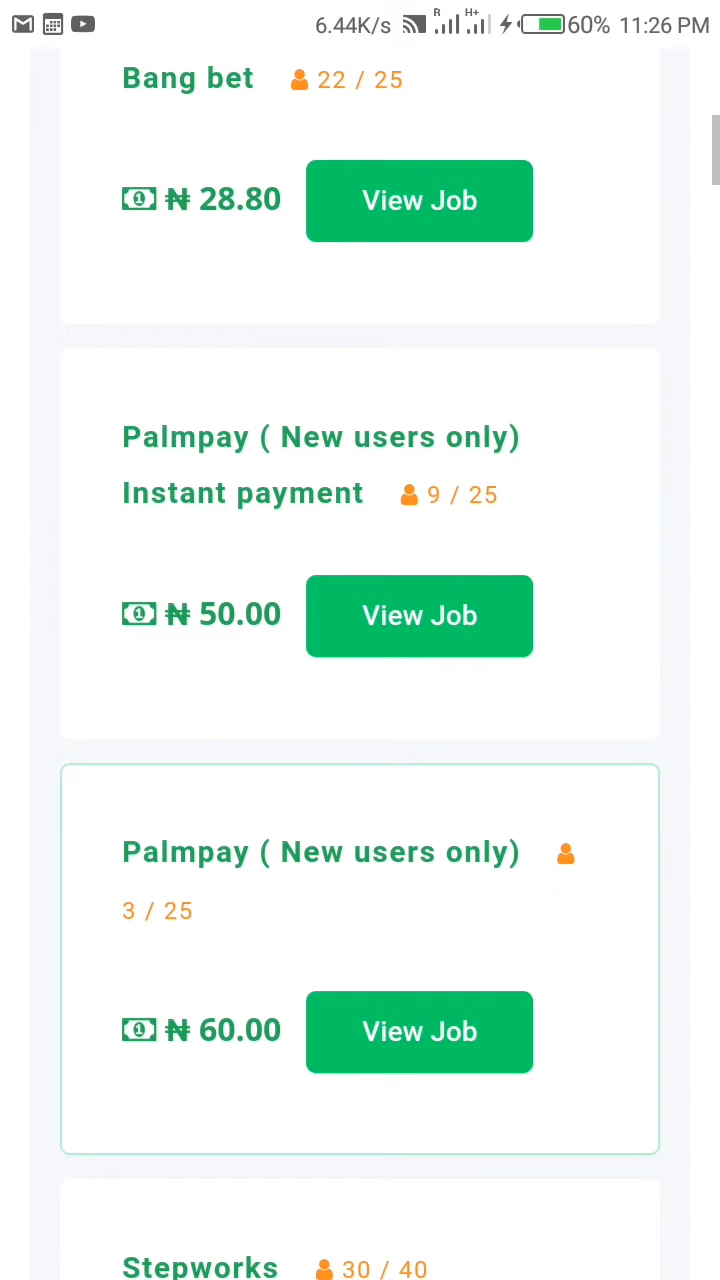 6.44K/s R H+ 60% 11:26 PM
Bang bet 22 / 25
₦ 28.80 View Job
Palmpay ( New users only)
Instant payment 9 / 25
₦ 50.00 View Job
Palmpay ( New users only)
3 / 25
₦ 60.00 View Job
Stepworks 30 / 40